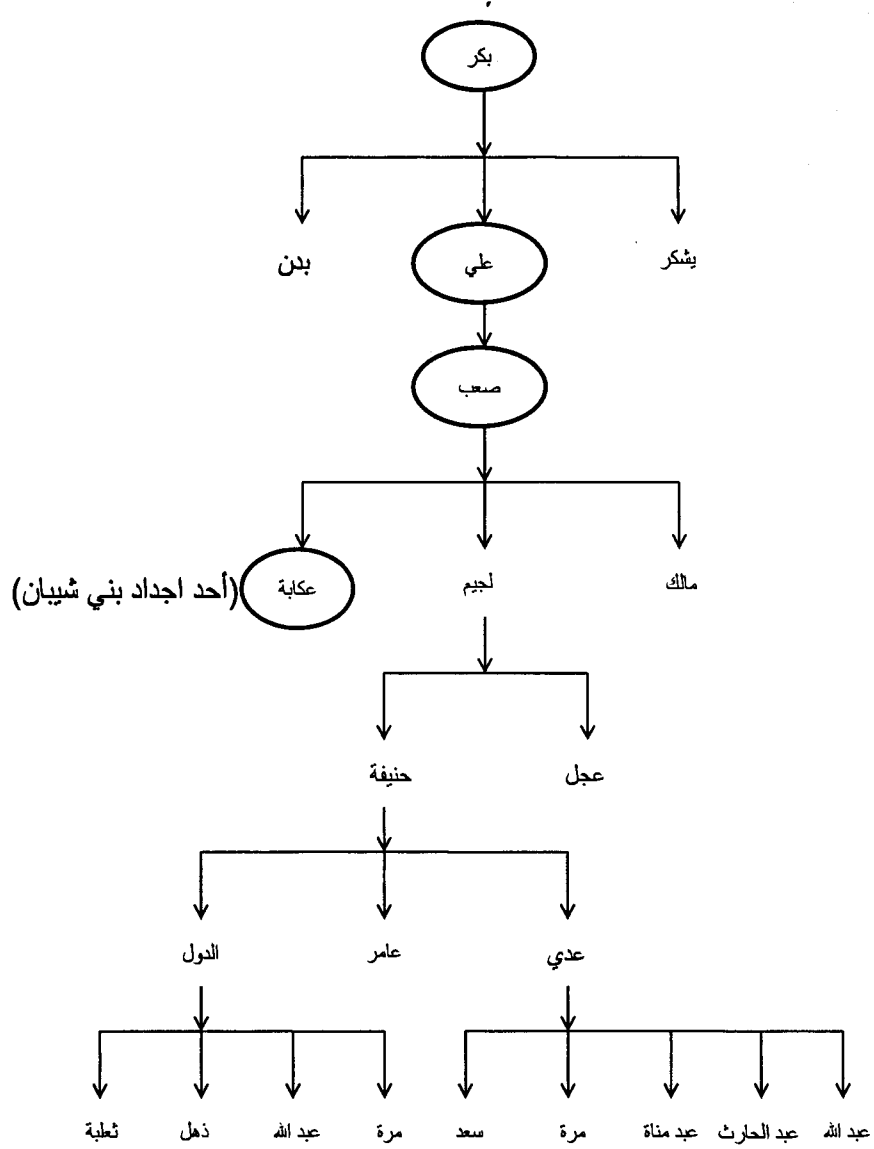 بكر
يشكر علي بدن
صعب
مالك لجيم عكابة (أحد اجداد بني شيبان)
عجل حنيفة
عدي عامر الدول
عبد الله عبد الحارث عبد مناة مرة سعد مرة عبد الله ذهل ثعلبة